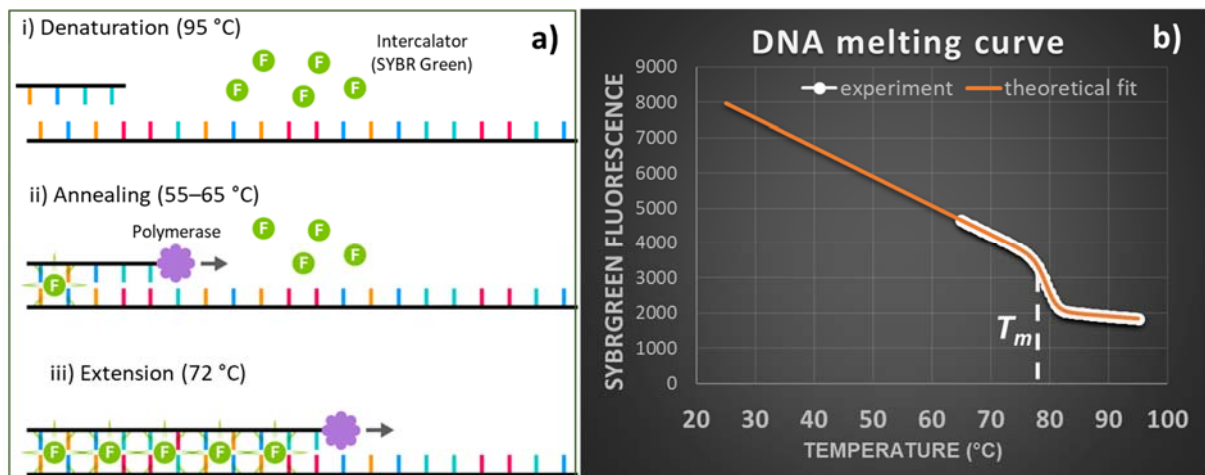 i) Denaturation (95 °C)
a)
Intercalator
(SYBR Green)
F
F
F
F
F
ii) Annealing (55–65 °C)
Polymerase
F
F
F
F
F
iii) Extension (72 °C)
F
F
F
F
F
DNA melting curve
b)
experiment
theoretical fit
SYBRGREEN FLUORESCENCE
9000
8000
7000
6000
5000
4000
3000
2000
1000
0
Tm
20 30 40 50 60 70 80 90 100
TEMPERATURE (°C)